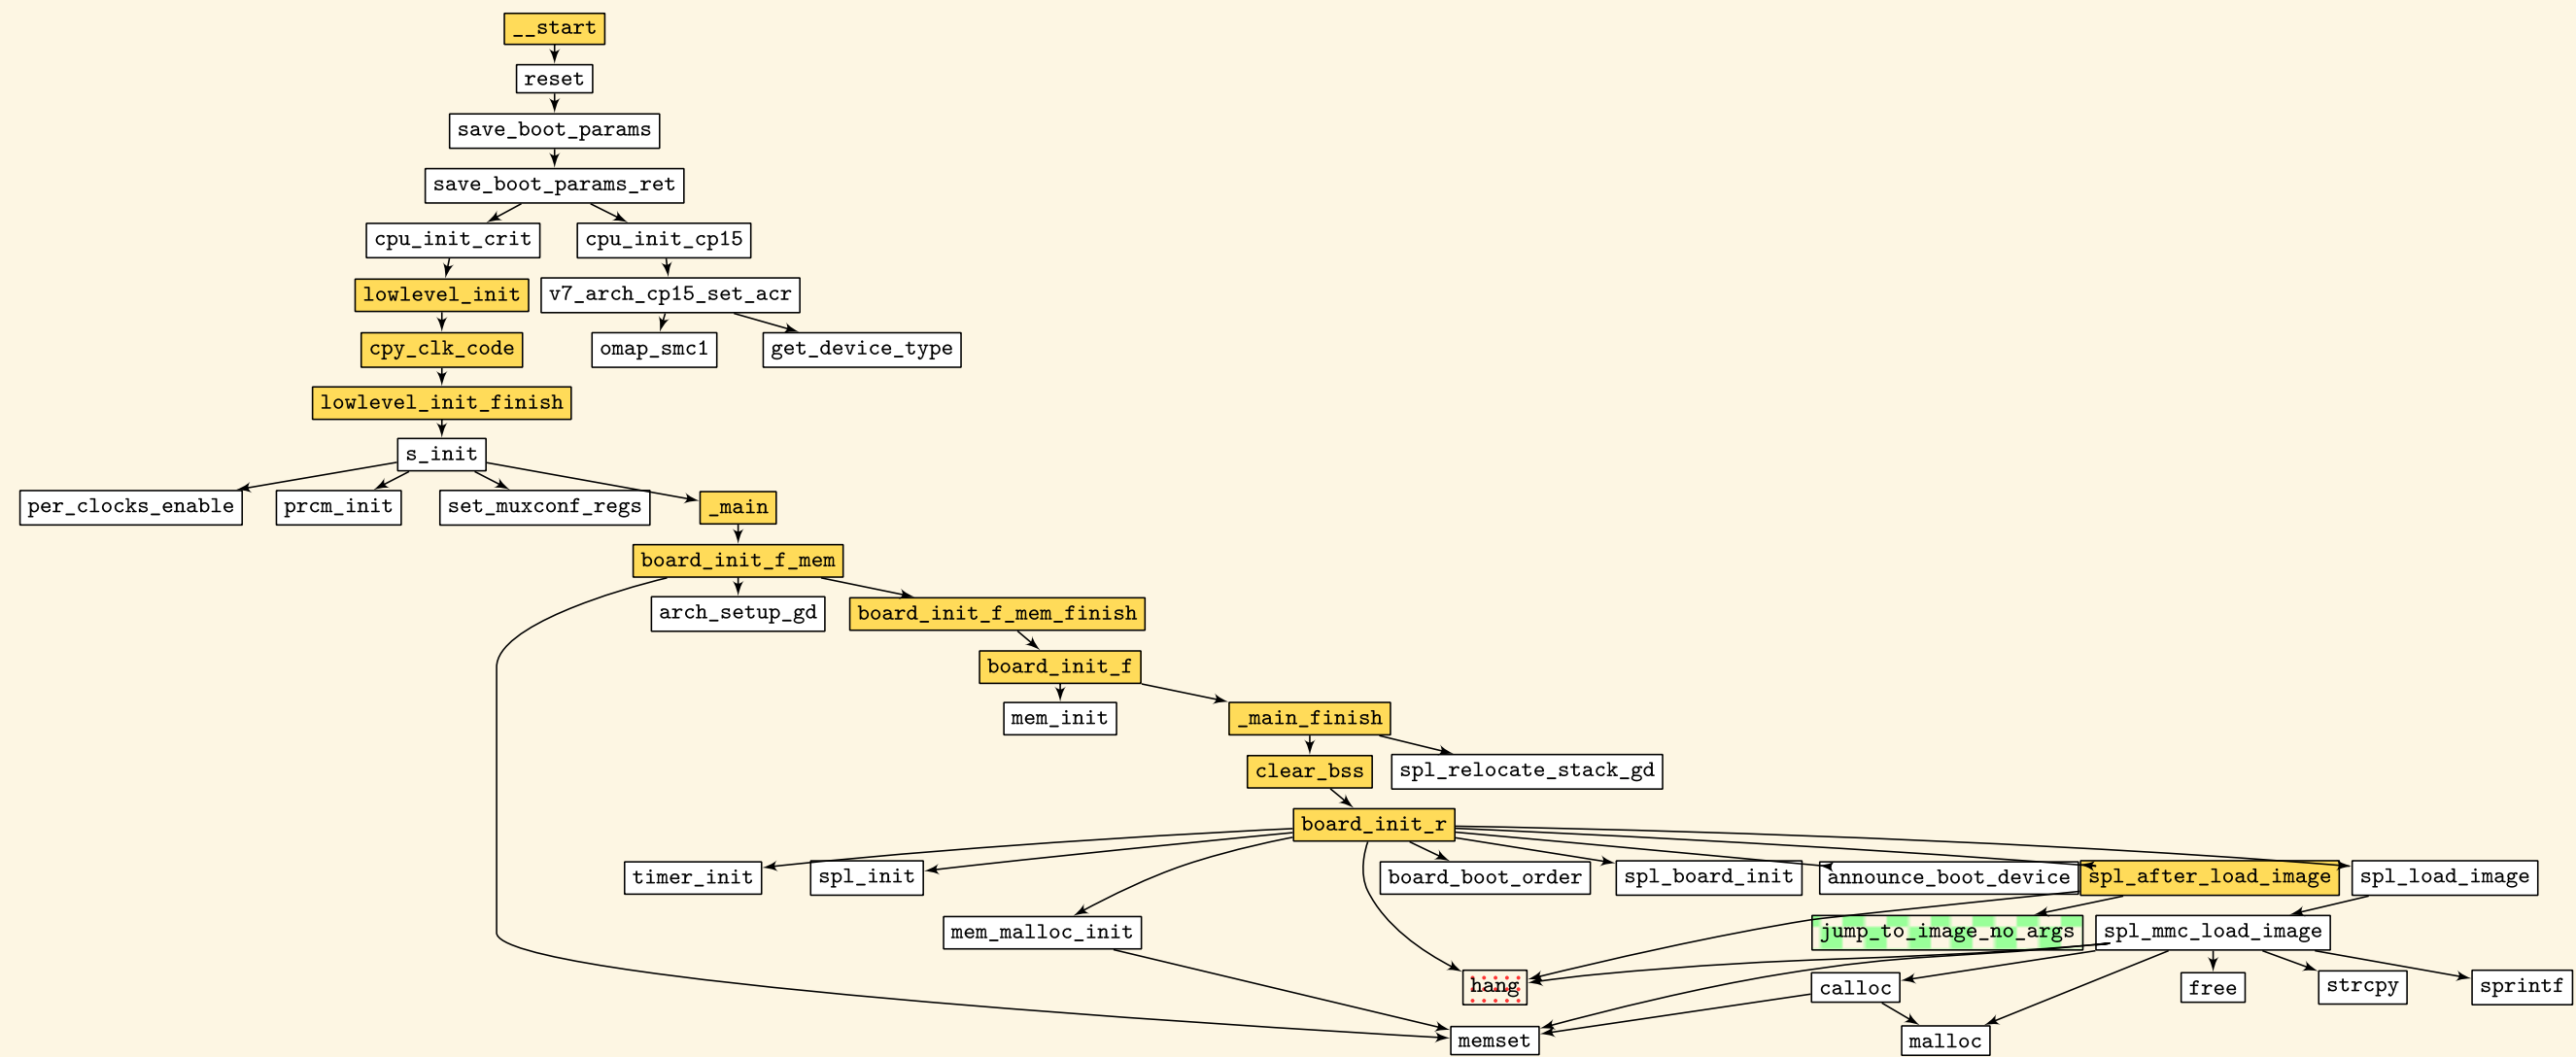 __start
reset
save_boot_params
save_boot_params_ret
cpu_init_crit
cpu_init_cp15
lowlevel_init
v7_arch_cp15_set_acr
cpy_clk_code
omap_smc1
get_device_type
lowlevel_init_finish
s_init
per_clocks_enable
prcm_init
set_muxconf_regs
_main
board_init_f_mem
arch_setup_gd
board_init_f_mem_finish
board_init_f
mem_init
_main_finish
clear_bss
spl_relocate_stack_gd
board_init_r
timer_init
spl_init
board_boot_order
spl_board_init
announce_boot_device
spl_after_load_image
spl_load_image
mem_malloc_init
jump_to_image_no_args
spl_mmc_load_image
hang
calloc
free
strcpy
sprintf
memset
malloc